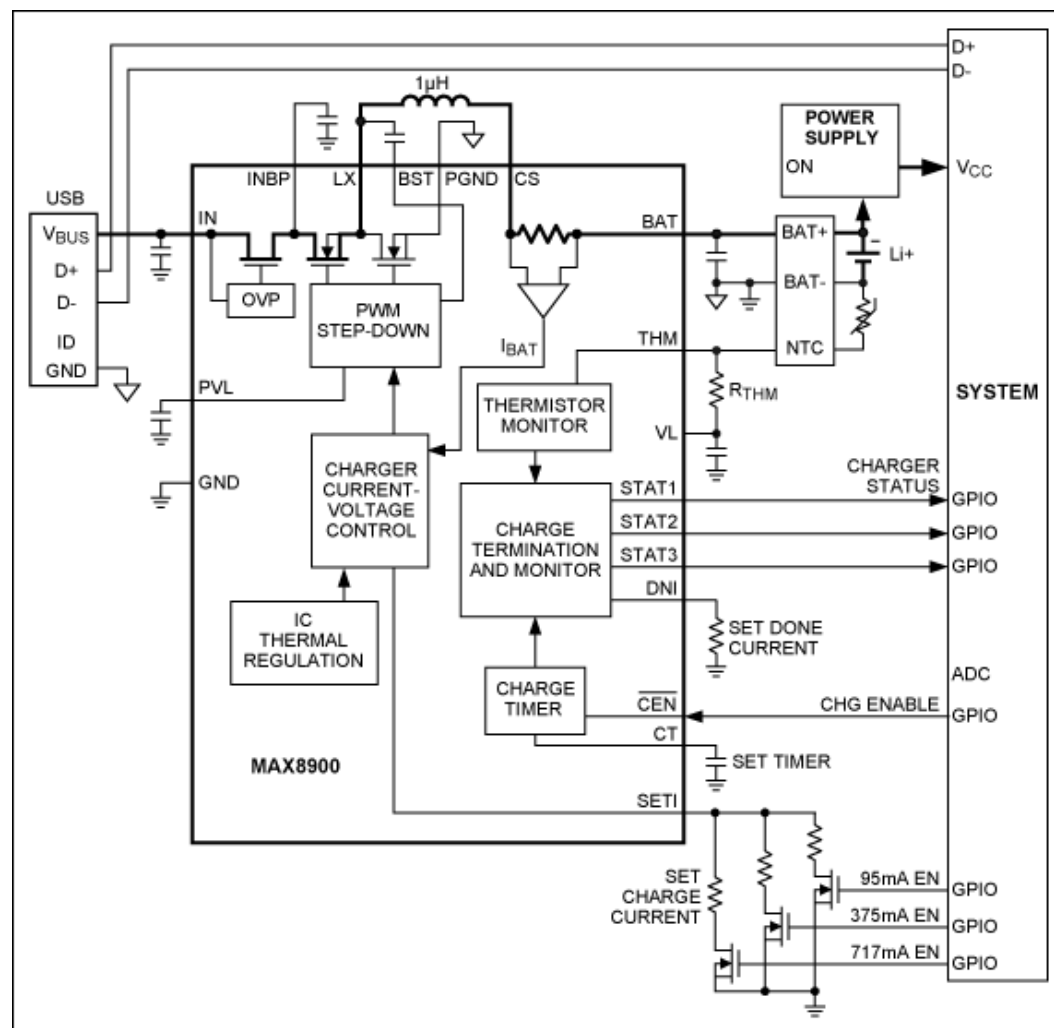 D+
D-
1µH
POWER
SUPPLY
ON
VCC
INBP
LX
BST
PGND
CS
USB
IN
BAT
VBUS
BAT+
Li+
D+
OVP
PWM
STEP-DOWN
BAT-
D-
IBAT
THM
NTC
ID
GND
PVL
RTHM
SYSTEM
THERMISTOR
MONITOR
VL
GND
CHARGER
CURRENT-
VOLTAGE
CONTROL
CHARGER
STATUS
STAT1
GPIO
STAT2
GPIO
STAT3
GPIO
CHARGE
TERMINATION
AND MONITOR
DNI
IC
THERMAL
REGULATION
SET DONE
CURRENT
ADC
CHARGE
TIMER
CEN
CHG ENABLE
GPIO
CT
SET TIMER
MAX8900
SETI
SET
CHARGE
CURRENT
95mA EN
GPIO
375mA EN
GPIO
717mA EN
GPIO